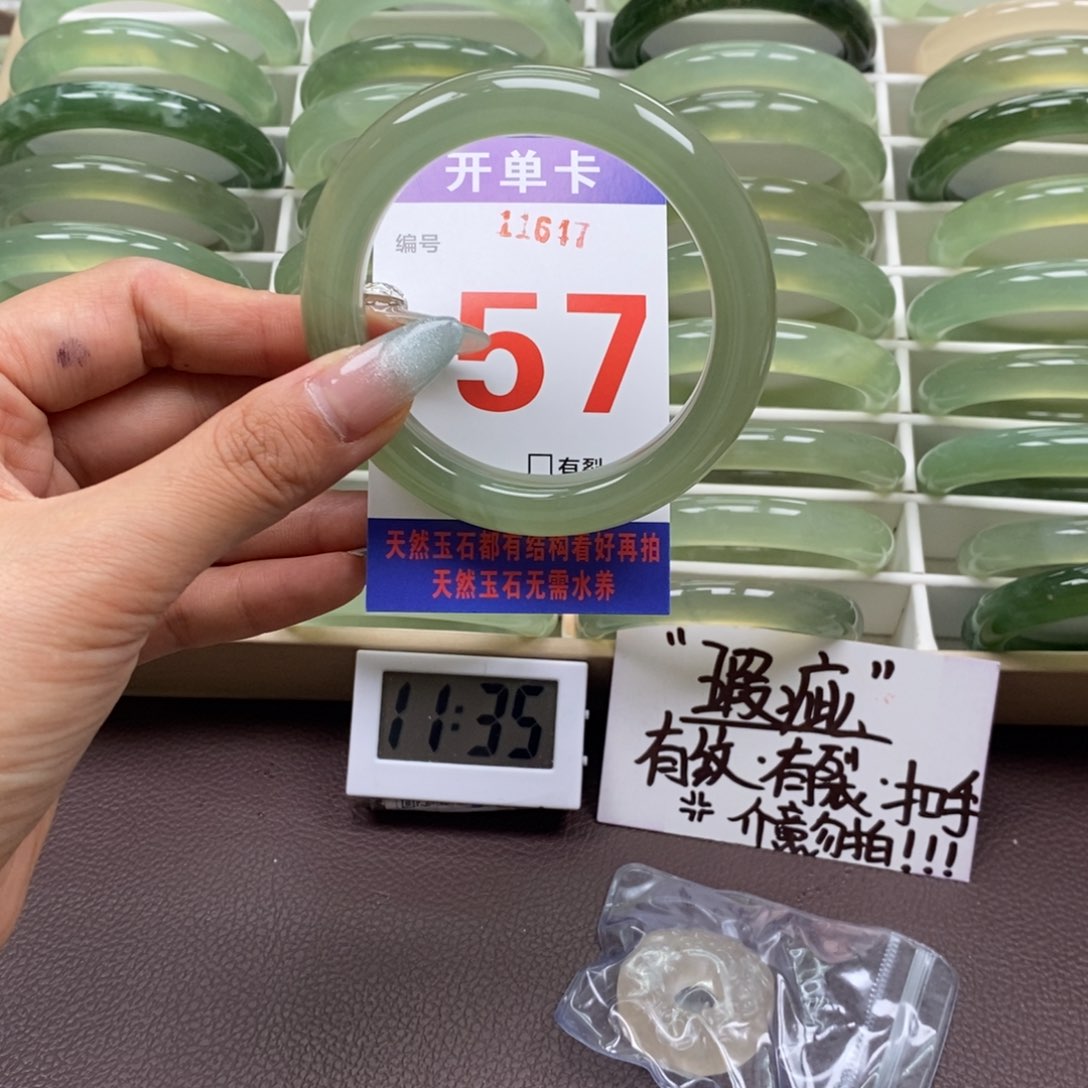 开单卡
11617
编号
57
□有裂
天然玉石都有结构看好再拍
天然玉石无需水养
11:35
"瑕疵"
有纹·有裂·扣手
※介意勿拍!!!